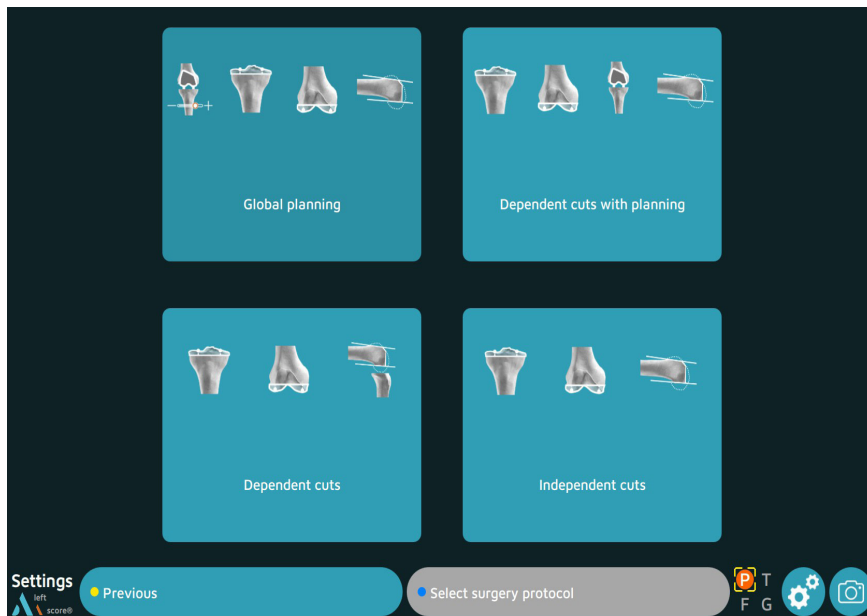 Global planning
Dependent cuts with planning
Dependent cuts
Independent cuts
Settings
left
score®
Previous
Select surgery protocol
P T
F G